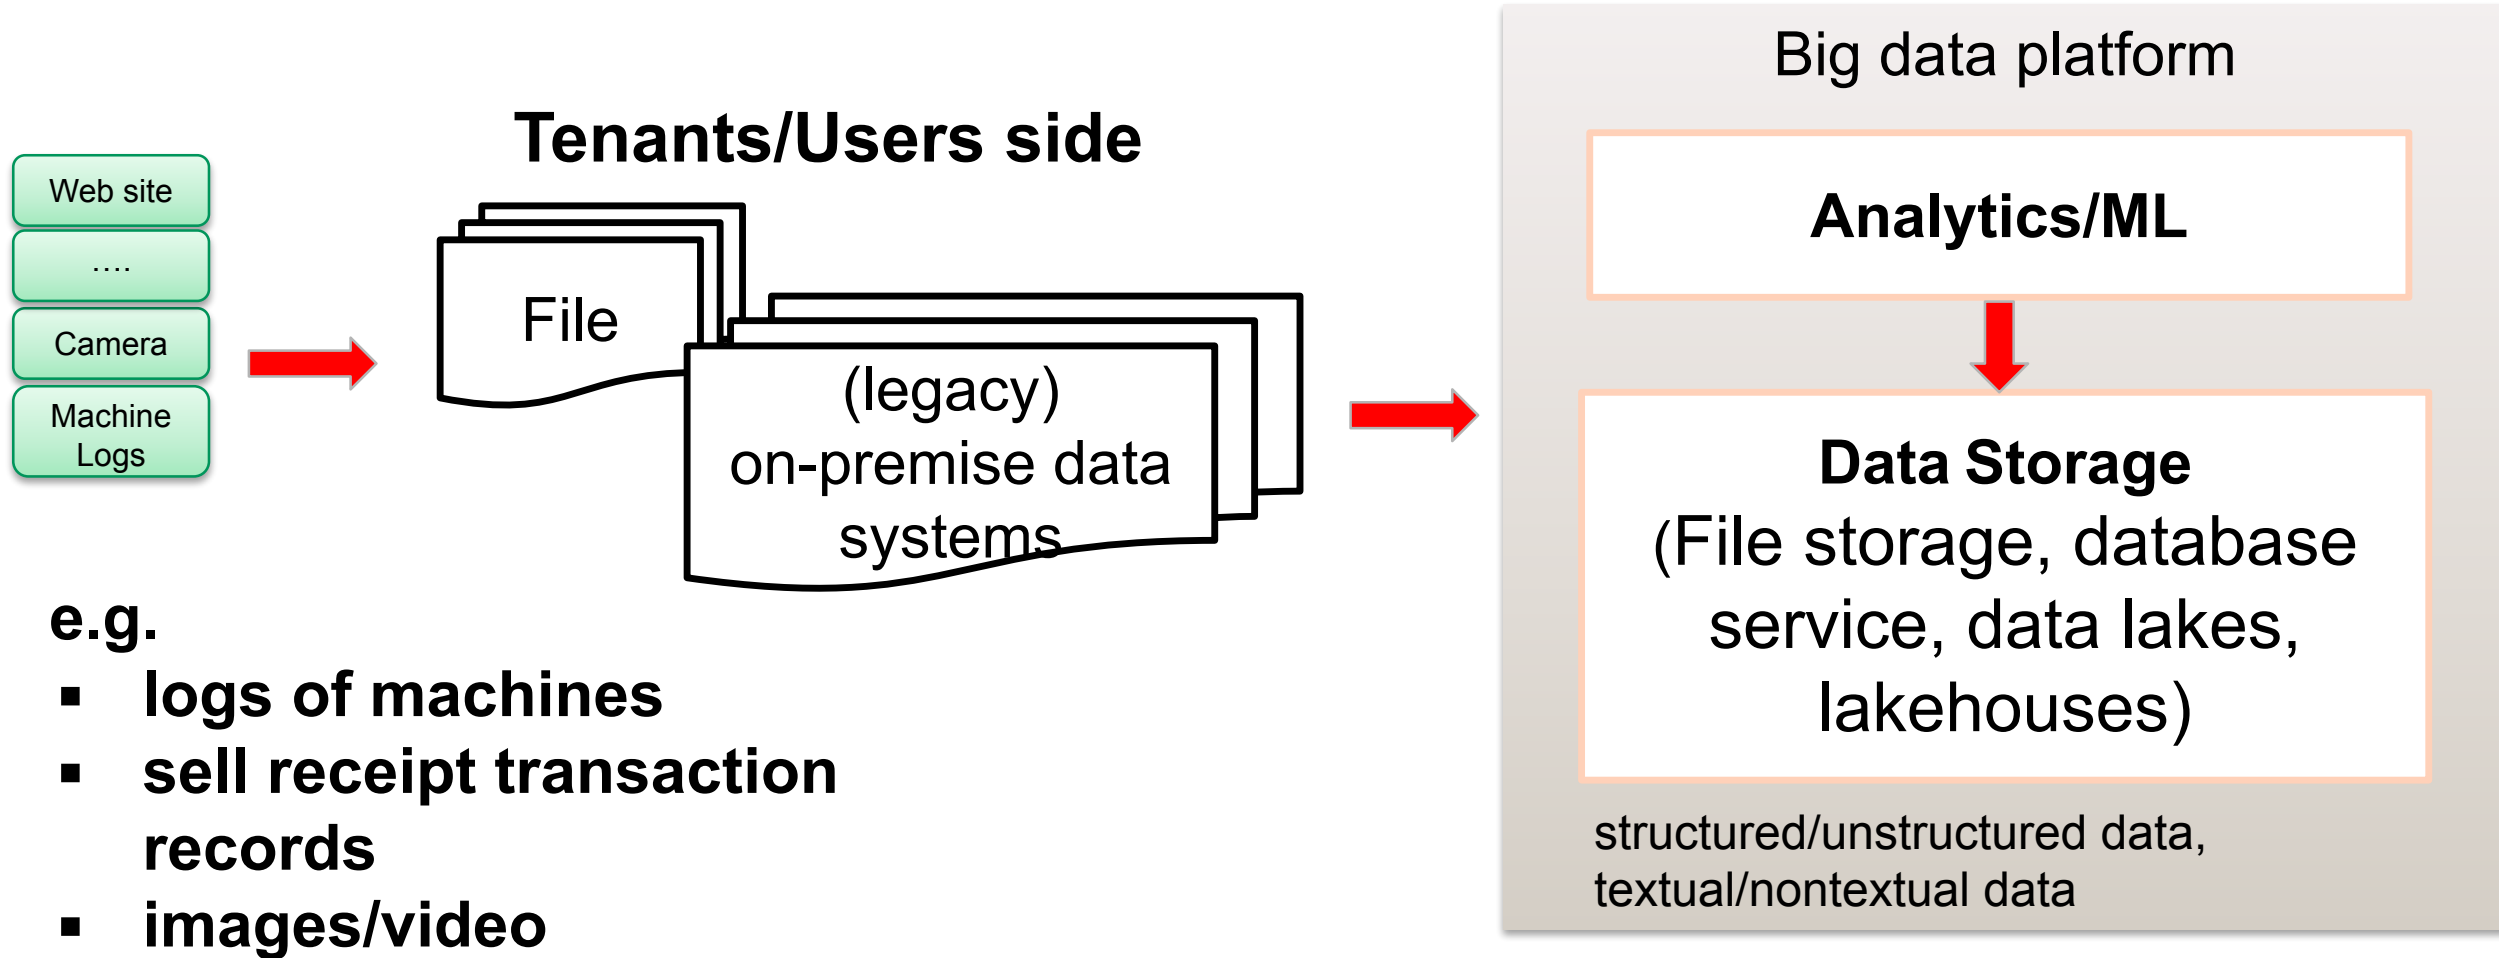 Big data platform
Tenants/Users side
Web site
....
Camera
Machine
Logs
File
(legacy)
on-premise data
systems
Analytics/ML
Data Storage
(File storage, database
service, data lakes,
lakehouses)
structured/unstructured data,
textual/nontextual data
e.g.
▪ logs of machines
▪ sell receipt transaction
records
▪ images/video